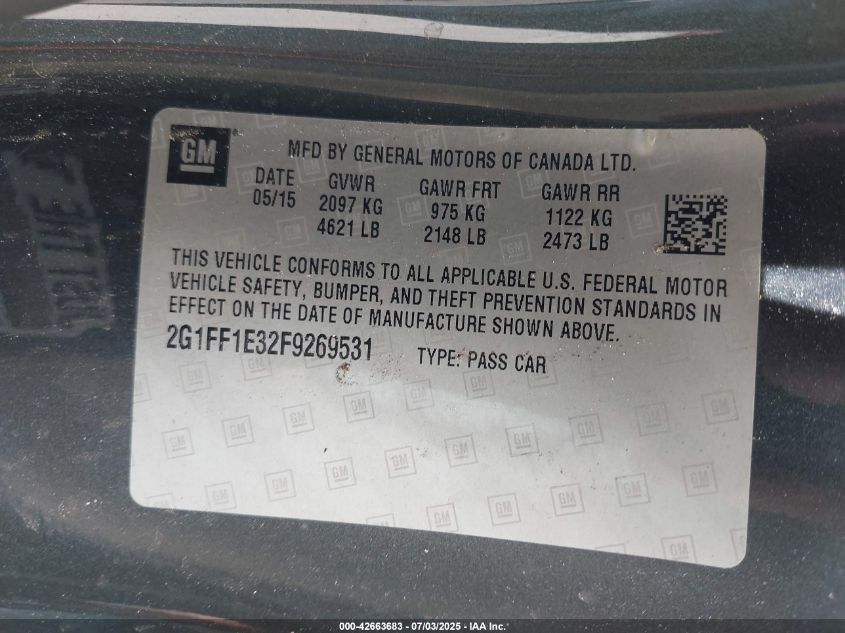 GM
MFD BY GENERAL MOTORS OF CANADA LTD.
DATE GVWR GAWR FRT GAWR RR
05/15 2097 KG 975 KG 1122 KG
4621 LB 2148 LB 2473 LB
THIS VEHICLE CONFORMS TO ALL APPLICABLE U.S. FEDERAL MOTOR
VEHICLE SAFETY, BUMPER, AND THEFT PREVENTION STANDARDS IN
EFFECT ON THE DATE OF MANUFACTURE SHOWN ABOVE.
2G1FF1E32F9269531 TYPE: PASS CAR
000-42663683 - 07/03/2025 - IAA Inc.